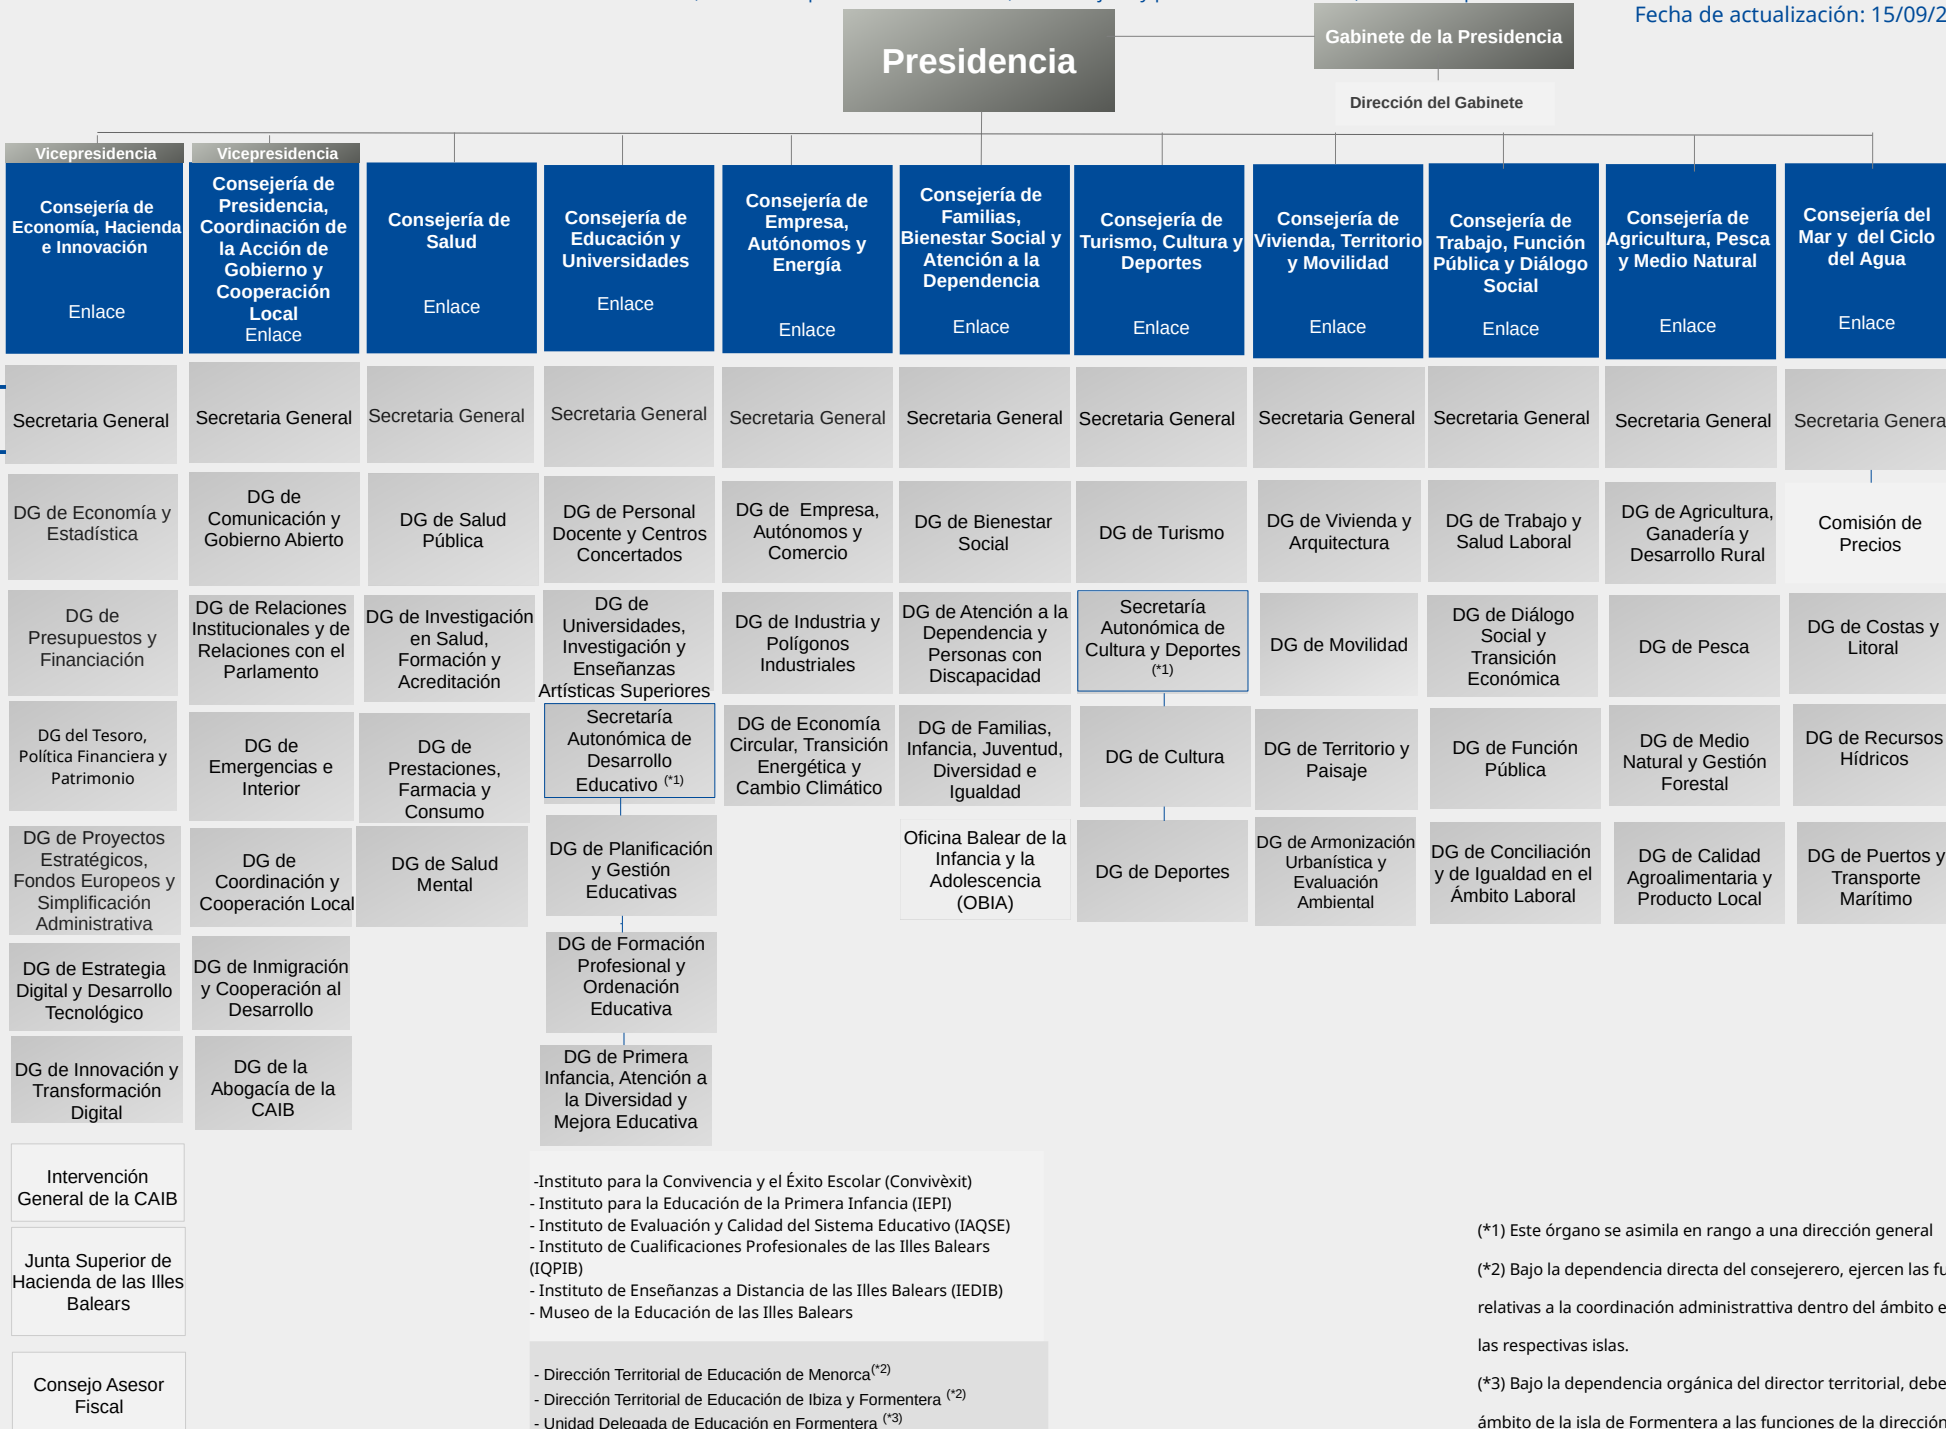 Fecha de actualización: 15/09/2
Presidencia
Gabinete de la Presidencia
Dirección del Gabinete
Vicepresidencia
Consejería de
Economía, Hacienda
e Innovación
Enlace
Secretaria General
DG de Economía y
Estadística
DG de
Presupuestos y
Financiación
DG del Tesoro,
Política Financiera y
Patrimonio
DG de Proyectos
Estratégicos,
Fondos Europeos y
Simplificación
Administrativa
DG de Estrategia
Digital y Desarrollo
Tecnológico
DG de Innovación y
Transformación
Digital
Intervención
General de la CAIB
Junta Superior de
Hacienda de las Illes
Balears
Consejo Asesor
Fiscal
Vicepresidencia
Consejería de
Presidencia,
Coordinación de
la Acción de
Gobierno y
Cooperación
Local
Enlace
Secretaria General
DG de
Comunicación y
Gobierno Abierto
DG de Relaciones
Institucionales y de
Relaciones con el
Parlamento
DG de
Emergencias e
Interior
DG de
Coordinación y
Cooperación Local
DG de Inmigración
y Cooperación al
Desarrollo
DG de la
Abogacía de la
CAIB
Consejería de
Salud
Enlace
Secretaria General
DG de Salud
Pública
DG de Investigación
en Salud,
Formación y
Acreditación
DG de
Prestaciones,
Farmacia y
Consumo
DG de Salud
Mental
Consejería de
Educación y
Universidades
Enlace
Secretaria General
DG de Personal
Docente y Centros
Concertados
DG de
Universidades,
Investigación y
Enseñanzas
Artísticas Superiores
Secretaría
Autonómica de
Desarrollo
Educativo (*1)
DG de Planificación
y Gestión
Educativas
DG de Formación
Profesional y
Ordenación
Educativa
DG de Primera
Infancia, Atención a
la Diversidad y
Mejora Educativa
-Instituto para la Convivencia y el Éxito Escolar (Convivèxit)
- Instituto para la Educación de la Primera Infancia (IEPI)
- Instituto de Evaluación y Calidad del Sistema Educativo (IAQSE)
- Instituto de Cualificaciones Profesionales de las Illes Balears
(IQPIB)
- Instituto de Enseñanzas a Distancia de las Illes Balears (IEDIB)
- Museo de la Educación de las Illes Balears
- Dirección Territorial de Educación de Menorca(*2)
- Dirección Territorial de Educación de Ibiza y Formentera (*2)
- Unidad Delegada de Educación en Formentera (*3)
Consejería de
Empresa,
Autónomos y
Energía
Enlace
Secretaria General
DG de Empresa,
Autónomos y
Comercio
DG de Industria y
Polígonos
Industriales
DG de Economía
Circular, Transición
Energética y
Cambio Climático
Consejería de
Familias,
Bienestar Social y
Atención a la
Dependencia
Enlace
Secretaria General
DG de Bienestar
Social
DG de Atención a la
Dependencia y
Personas con
Discapacidad
DG de Familias,
Infancia, Juventud,
Diversidad e
Igualdad
Oficina Balear de la
Infancia y la
Adolescencia
(OBIA)
Consejería de
Turismo, Cultura y
Deportes
Enlace
Secretaria General
DG de Turismo
Secretaría
Autonómica de
Cultura y Deportes
(*1)
DG de Cultura
DG de Deportes
Consejería de
Vivienda, Territorio
y Movilidad
Enlace
Secretaria General
DG de Vivienda y
Arquitectura
DG de Movilidad
DG de Territorio y
Paisaje
DG de Armonización
Urbanística y
Evaluación
Ambiental
Consejería de
Trabajo, Función
Pública y Diálogo
Social
Enlace
Secretaria General
DG de Trabajo y
Salud Laboral
DG de Diálogo
Social y
Transición
Económica
DG de Función
Pública
DG de Conciliación
y de Igualdad en el
Ámbito Laboral
Consejería de
Agricultura, Pesca
y Medio Natural
Enlace
Secretaria General
DG de Agricultura,
Ganadería y
Desarrollo Rural
DG de Pesca
DG de Medio
Natural y Gestión
Forestal
DG de Calidad
Agroalimentaria y
Producto Local
Consejería del
Mar y del Ciclo
del Agua
Enlace
Secretaria Genera
Comisión de
Precios
DG de Costas y
Litoral
DG de Recursos
Hídricos
DG de Puertos y
Transporte
Marítimo
(*1) Este órgano se asimila en rango a una dirección general
(*2) Bajo la dependencia directa del consejerero, ejercen las fu
relativas a la coordinación administrattiva dentro del ámbito e
las respectivas islas.
(*3) Bajo la dependencia orgánica del director territorial, debe
ámbito de la isla de Formentera a las funciones de la dirección